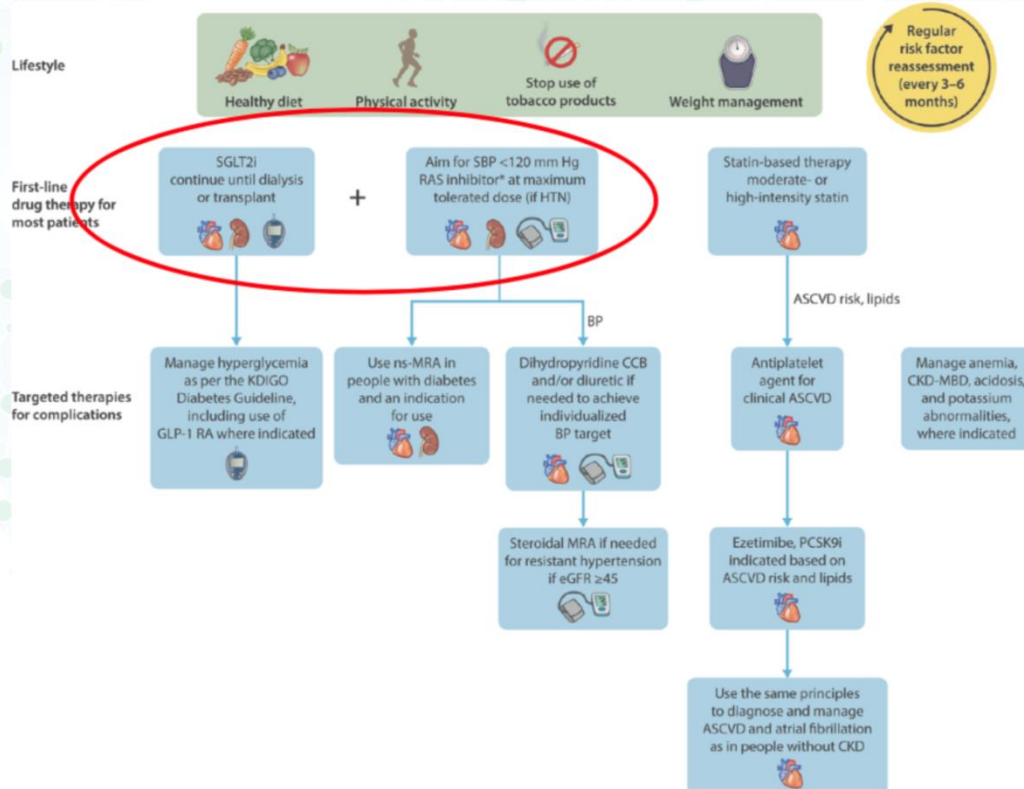 Lifestyle
Healthy diet
Physical activity
Stop use of
tobacco products
Weight management
Regular
risk factor
reassessment
(every 3–6
months)
First-line
drug therapy for
most patients
SGLT2i
continue until dialysis
or transplant
+
Aim for SBP <120 mm Hg
RAS inhibitor* at maximum
tolerated dose (if HTN)
Statin-based therapy
moderate- or
high-intensity statin
ASCVD risk, lipids
BP
Targeted therapies
for complications
Manage hyperglycemia
as per the KDIGO
Diabetes Guideline,
including use of
GLP-1 RA where indicated
Use ns-MRA in
people with diabetes
and an indication
for use
Dihydropyridine CCB
and/or diuretic if
needed to achieve
individualized
BP target
Antiplatelet
agent for
clinical ASCVD
Manage anemia,
CKD-MBD, acidosis,
and potassium
abnormalities,
where indicated
Steroidal MRA if needed
for resistant hypertension
if eGFR ≥45
Ezetimibe, PCSK9i
indicated based on
ASCVD risk and lipids
Use the same principles
to diagnose and manage
ASCVD and atrial fibrillation
as in people without CKD